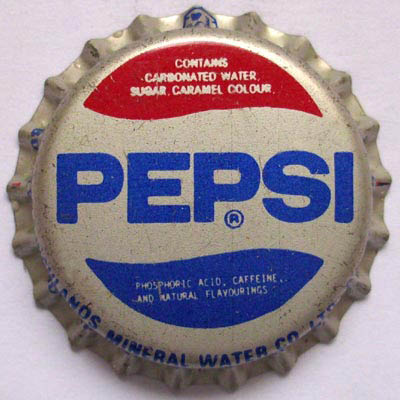 CONTAINS
CARBONATED WATER,
SUGAR, CARAMEL COLOUR,
PEPSI
®
PHOSPHORIC ACID, CAFFEINE,
AND NATURAL FLAVOURINGS
MINERAL WATER CO.